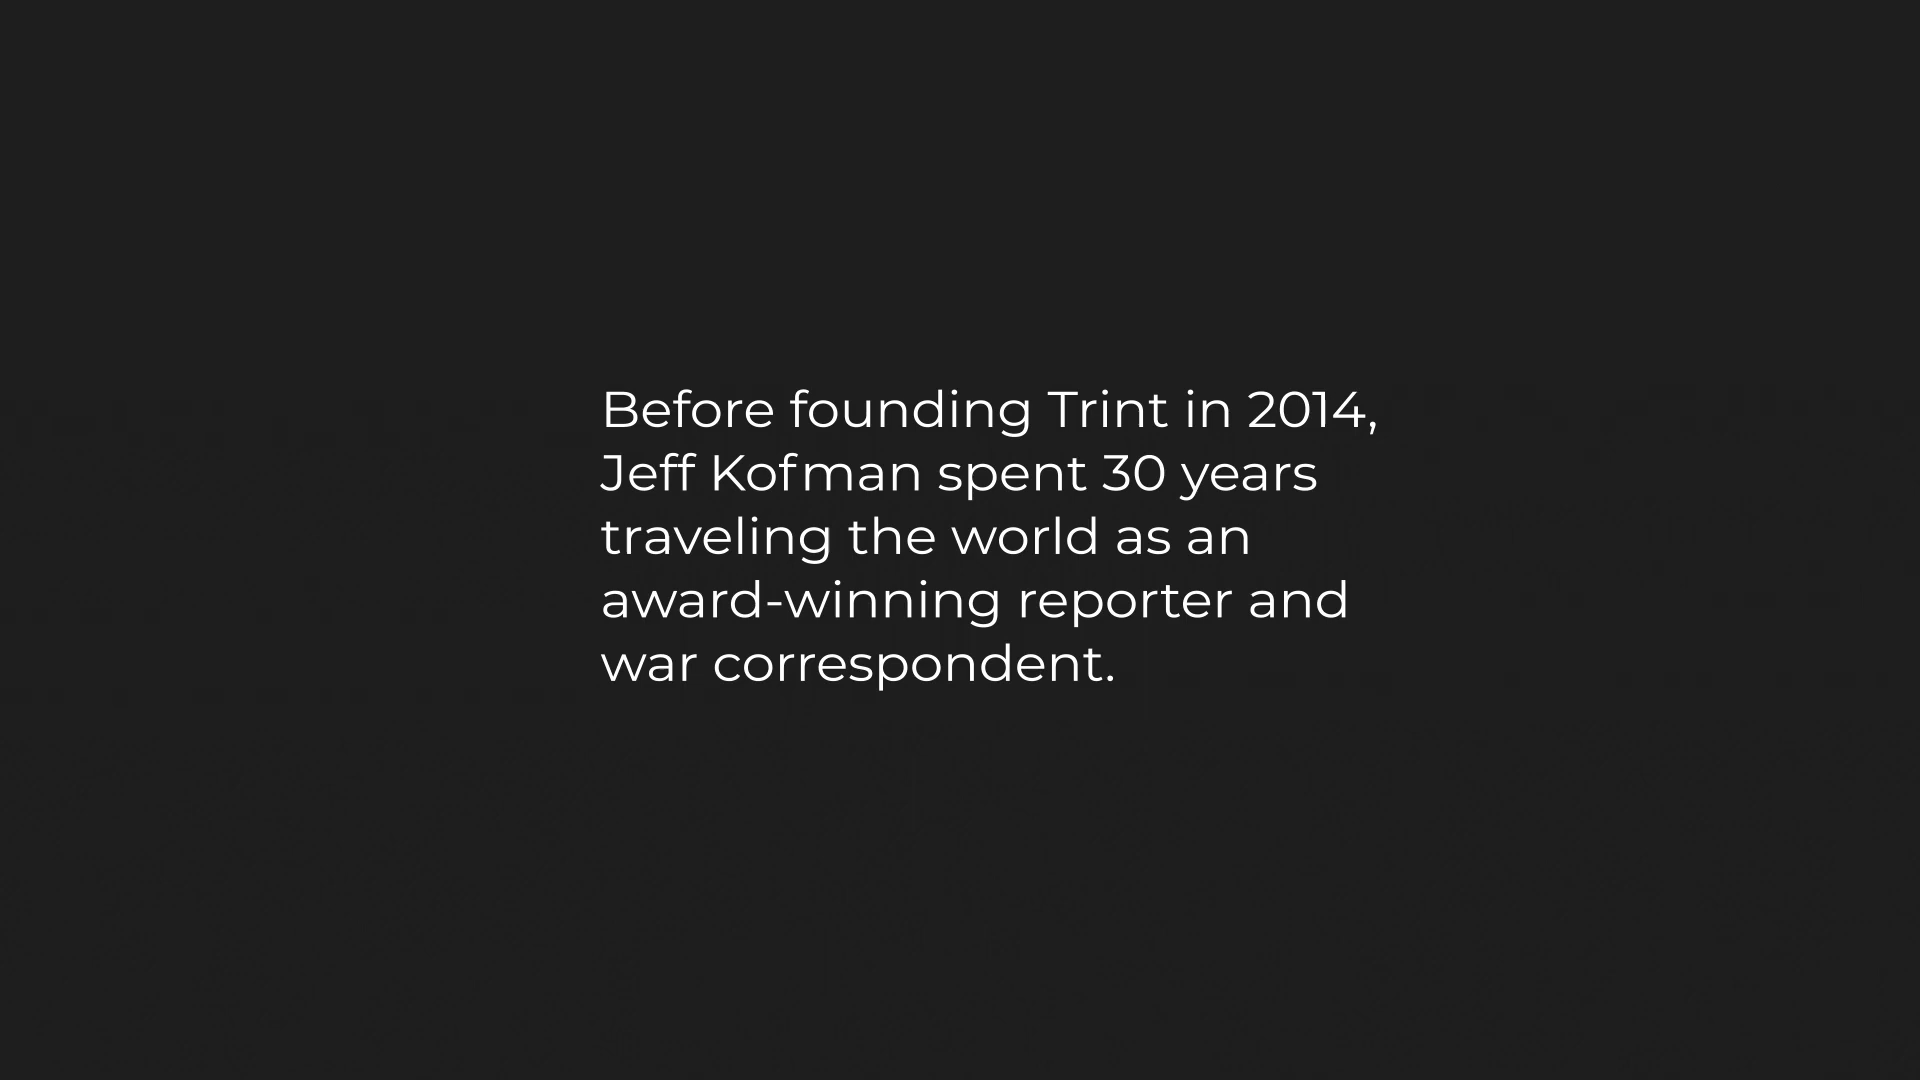 Before founding Trint in 2014,
Jeff Kofman spent 30 years
traveling the world as an
award-winning reporter and
war correspondent.